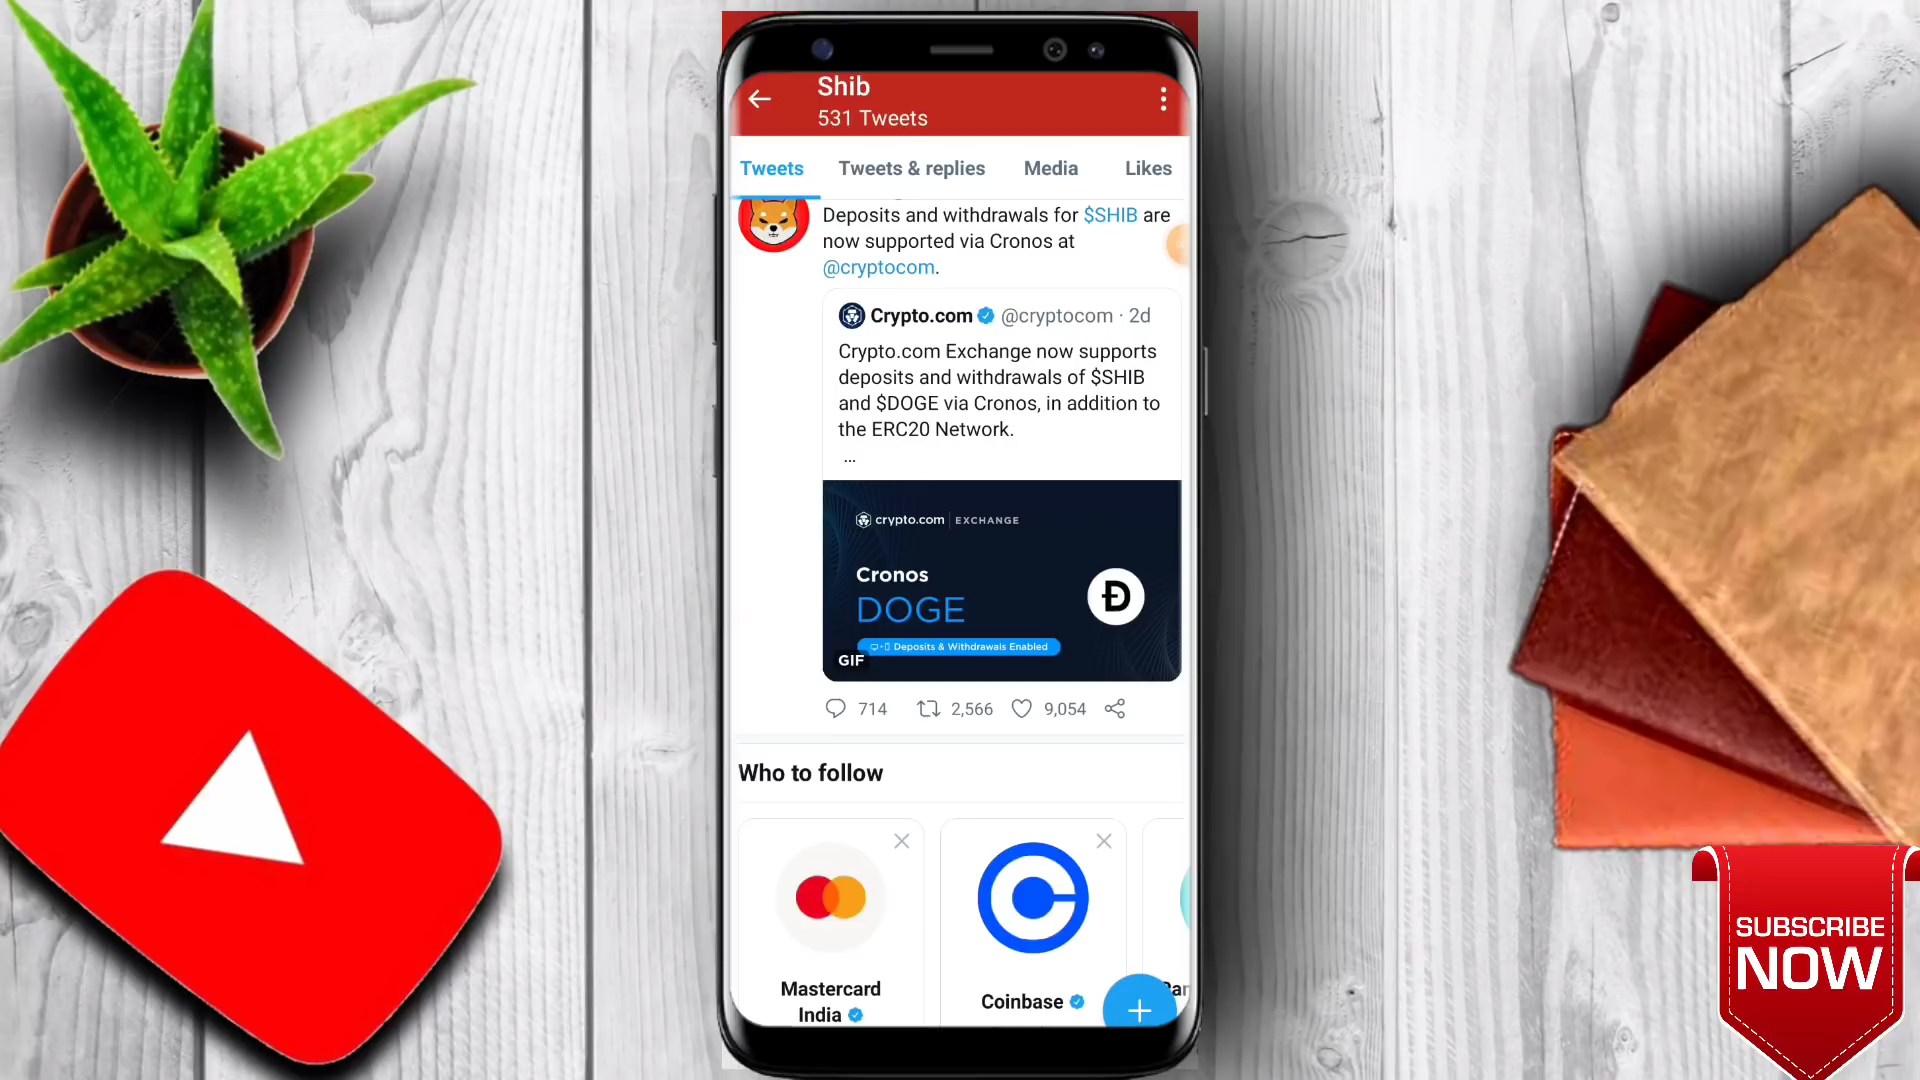 Shib
531 Tweets
Tweets
Tweets & replies
Media
Likes
Deposits and withdrawals for $SHIB are
now supported via Cronos at
@cryptocom.
Crypto.com @cryptocom · 2d
Crypto.com Exchange now supports
deposits and withdrawals of $SHIB
and $DOGE via Cronos, in addition to
the ERC20 Network.
...
crypto.com | EXCHANGE
Cronos
DOGE
Deposits & Withdrawals Enabled
GIF
714
2,566
9,054
Who to follow
Mastercard
India
Coinbase
SUBSCRIBE
NOW